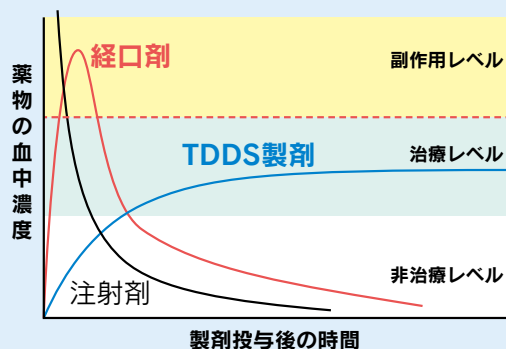 薬物の血中濃度
経口剤
副作用レベル
TDDS製剤
治療レベル
非治療レベル
注射剤
製剤投与後の時間